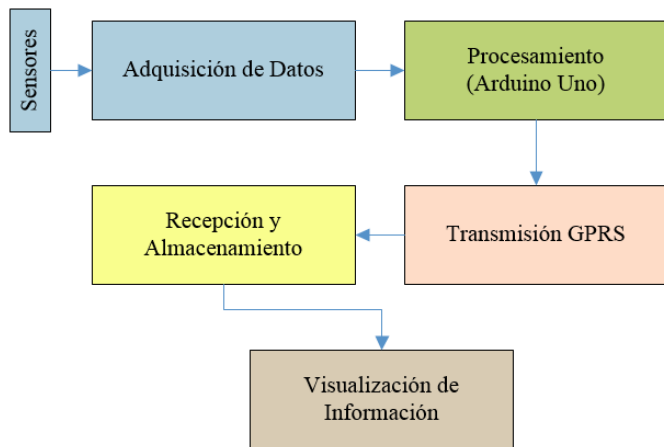 Sensores
Adquisición de Datos
Procesamiento
(Arduino Uno)
Transmisión GPRS
Recepción y
Almacenamiento
Visualización de
Información